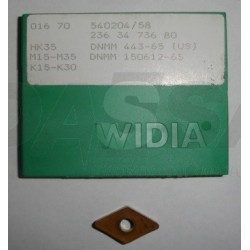 016 70 540204/58
236 34 736 80
HK35 DNMM 443-65 (US)
M15-M35 DNMM 150612-65
K15-K30
WIDIA